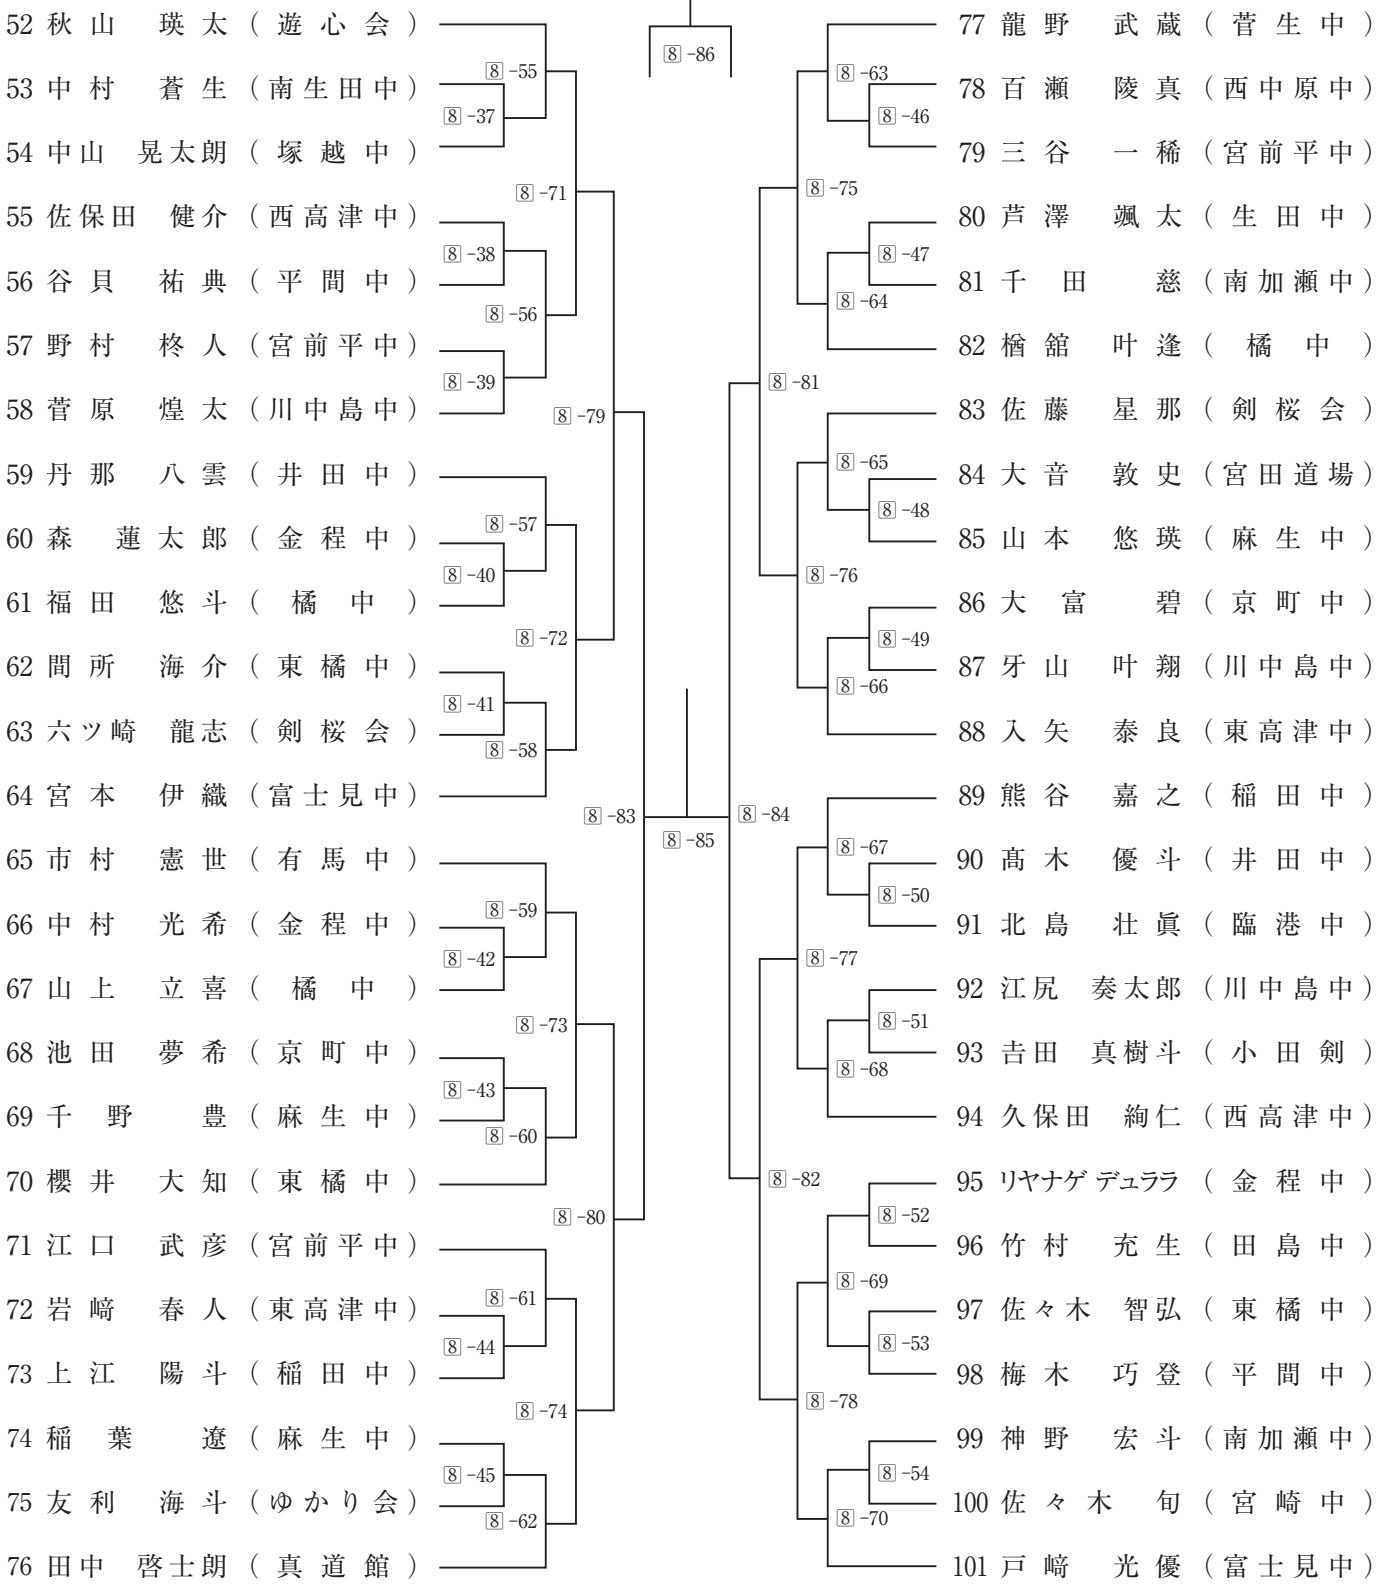 8-86
52 秋山 瑛太 (遊心会)
53 中村 蒼生 (南生田中)
54 中山 晃太朗 (塚越中)
55 佐保田 健介 (西高津中)
56 谷貝 祐典 (平間中)
57 野村 柊人 (宮前平中)
58 菅原 煌太 (川中島中)
59 丹那 八雲 (井田中)
60 森 蓮太郎 (金程中)
61 福田 悠斗 (橘中)
62 間所 海介 (東橘中)
63 六ツ崎 龍志 (剣桜会)
64 宮本 伊織 (富士見中)
65 市村 憲世 (有馬中)
66 中村 光希 (金程中)
67 山上 立喜 (橘中)
68 池田 夢希 (京町中)
69 千野 豊 (麻生中)
70 櫻井 大知 (東橘中)
71 江口 武彦 (宮前平中)
72 岩﨑 春人 (東高津中)
73 上江 陽斗 (稲田中)
74 稲葉 遼 (麻生中)
75 友利 海斗 (ゆかり会)
76 田中 啓士朗 (真道館)
8-37
8-38
8-39
8-40
8-41
8-42
8-43
8-44
8-45
8-55
8-56
8-57
8-58
8-59
8-60
8-61
8-62
8-71
8-72
8-73
8-74
8-79
8-80
8-83
8-85
8-84
8-81
8-82
8-75
8-76
8-77
8-78
8-63
8-64
8-65
8-66
8-67
8-68
8-69
8-70
8-46
8-47
8-48
8-49
8-50
8-51
8-52
8-53
8-54
77 龍野 武蔵 (菅生中)
78 百瀬 陵真 (西中原中)
79 三谷 一稀 (宮前平中)
80 芦澤 颯太 (生田中)
81 千田 慈 (南加瀬中)
82 楢舘 叶逢 (橘中)
83 佐藤 星那 (剣桜会)
84 大音 敦史 (宮田道場)
85 山本 悠瑛 (麻生中)
86 大富 碧 (京町中)
87 牙山 叶翔 (川中島中)
88 入矢 泰良 (東高津中)
89 熊谷 嘉之 (稲田中)
90 髙木 優斗 (井田中)
91 北島 壮眞 (臨港中)
92 江尻 奏太郎 (川中島中)
93 𠮷田 真樹斗 (小田剣)
94 久保田 絢仁 (西高津中)
95 リヤナゲ デュララ (金程中)
96 竹村 充生 (田島中)
97 佐々木 智弘 (東橘中)
98 梅木 巧登 (平間中)
99 神野 宏斗 (南加瀬中)
100 佐々木 旬 (宮崎中)
101 戸﨑 光優 (富士見中)